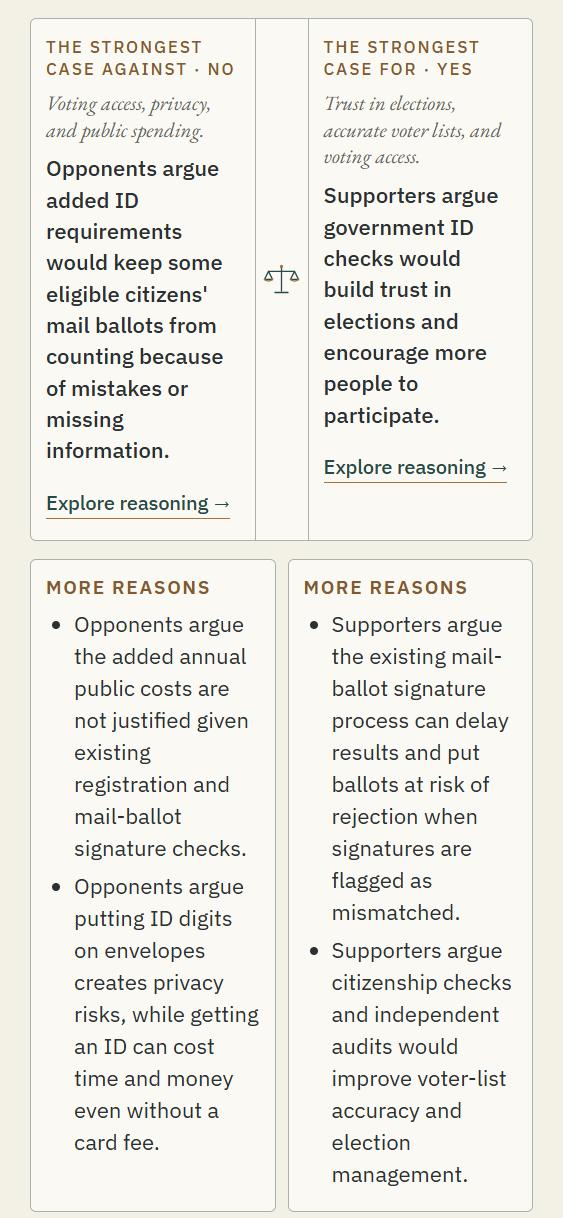 THE STRONGEST
CASE AGAINST · NO
Voting access, privacy,
and public spending.
Opponents argue
added ID
requirements
would keep some
eligible citizens'
mail ballots from
counting because
of mistakes or
missing
information.
Explore reasoning →
THE STRONGEST
CASE FOR · YES
Trust in elections,
accurate voter lists, and
voting access.
Supporters argue
government ID
checks would
build trust in
elections and
encourage more
people to
participate.
Explore reasoning →
MORE REASONS
• Opponents argue
the added annual
public costs are
not justified given
existing
registration and
mail-ballot
signature checks.
• Opponents argue
putting ID digits
on envelopes
creates privacy
risks, while getting
an ID can cost
time and money
even without a
card fee.
MORE REASONS
• Supporters argue
the existing mail-
ballot signature
process can delay
results and put
ballots at risk of
rejection when
signatures are
flagged as
mismatched.
• Supporters argue
citizenship checks
and independent
audits would
improve voter-list
accuracy and
election
management.